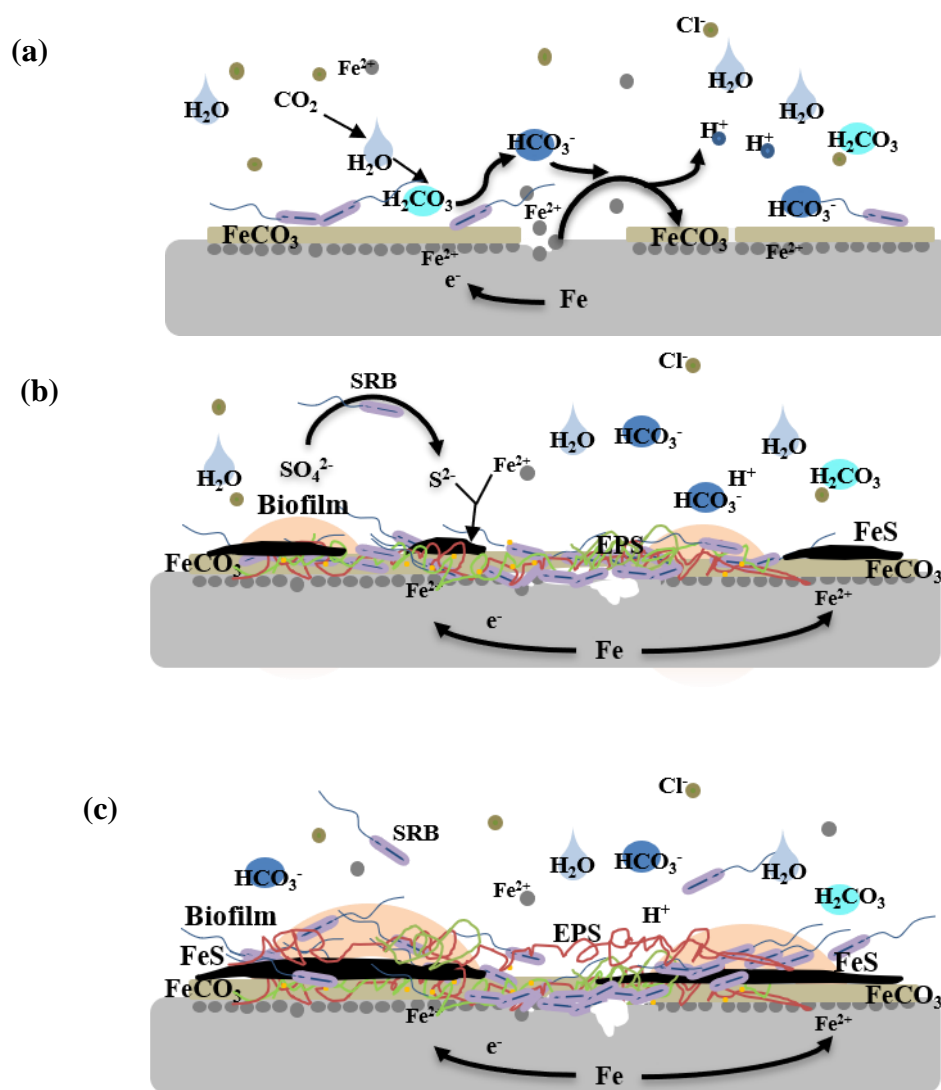 (a)
Cl⁻
Fe²⁺
H₂O
H₂O
CO₂
H₂O
H⁺
H⁺
H₂CO₃
HCO₃⁻
H₂O
H₂CO₃
HCO₃⁻
Fe²⁺
FeCO₃
FeCO₃
Fe²⁺
Fe²⁺
e⁻
Fe
(b)
Cl⁻
SRB
H₂O
HCO₃⁻
H₂O
SO₄²⁻
S²⁻
Fe²⁺
H₂O
H⁺
H₂CO₃
HCO₃⁻
Biofilm
FeS
EPS
FeCO₃
FeCO₃
Fe²
Fe²⁺
e⁻
Fe
(c)
Cl⁻
SRB
H₂O
HCO₃⁻
H₂O
HCO₃⁻
Fe²⁺
H₂CO₃
Biofilm
EPS
H⁺
FeS
FeS
FeCO₃
FeCO₃
Fe²
Fe²⁺
e⁻
Fe